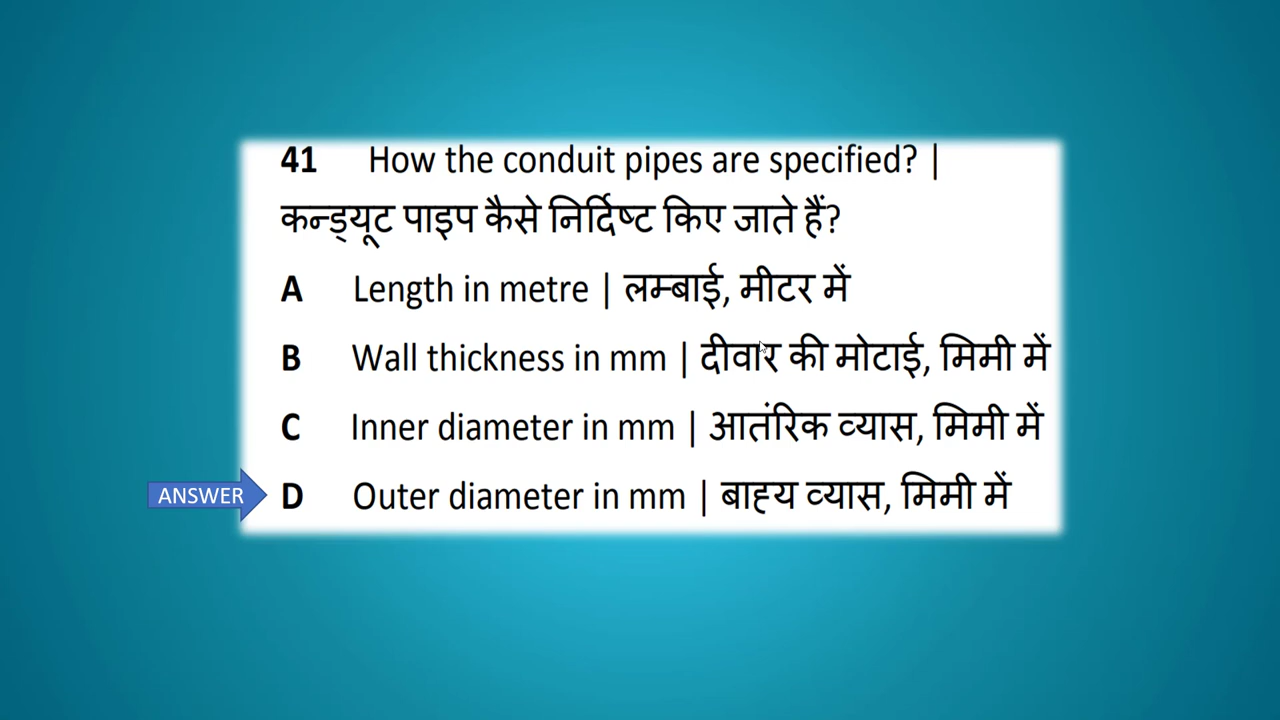 41 How the conduit pipes are specified? |
कन्ड्यूट पाइप कैसे निर्दिष्ट किए जाते हैं?
A Length in metre | लम्बाई, मीटर में
B Wall thickness in mm | दीवार की मोटाई, मिमी में
C Inner diameter in mm | आतंरिक व्यास, मिमी में
ANSWER D Outer diameter in mm | बाह्य व्यास, मिमी में